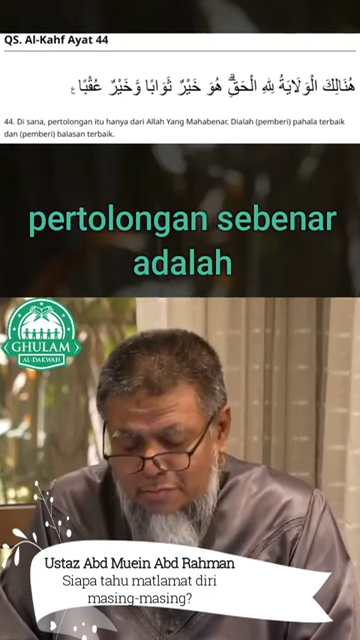 QS. Al-Kahf Ayat 44
هُنَالِكَ الْوَلَايَةُ لِلّٰهِ الْحَقِّۗ هُوَ خَيْرٌ ثَوَابًا وَّخَيْرٌ عُقْبًا ࣖ
44. Di sana, pertolongan itu hanya dari Allah Yang Mahabenar. Dialah (pemberi) pahala terbaik
dan (pemberi) balasan terbaik.
pertolongan sebenar
adalah
GHULAM
AL-DAKWAH
Ustaz Abd Muein Abd Rahman
Siapa tahu matlamat diri
masing-masing?